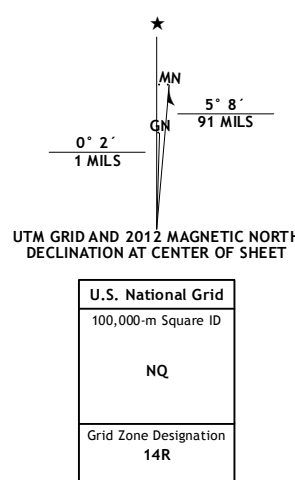 MN
GN
5° 8´
91 MILS
0° 2´
1 MILS
UTM GRID AND 2012 MAGNETIC NORTH
DECLINATION AT CENTER OF SHEET
U.S. National Grid
100,000-m Square ID
NQ
Grid Zone Designation
14R